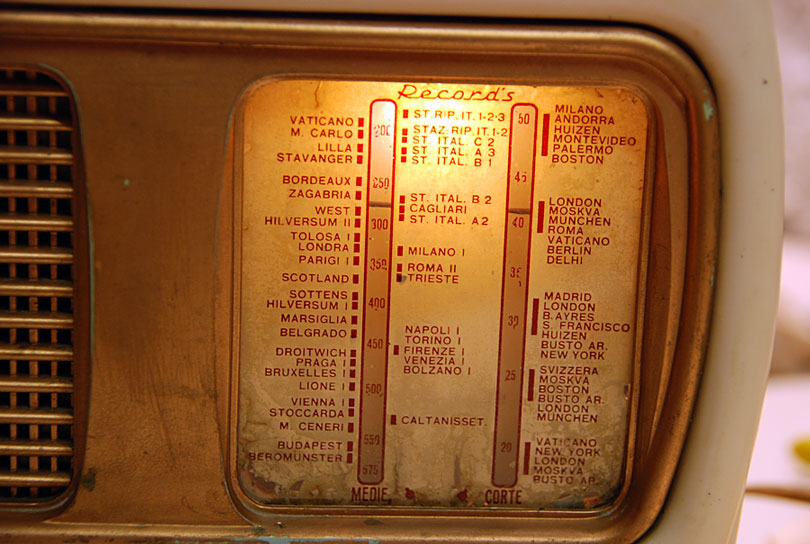 Record's
VATICANO
M. CARLO
LILLA
STAVANGER
BORDEAUX
ZAGABRIA
WEST
HILVERSUM II
TOLOSA I
LONDRA
PARIGI I
SCOTLAND
SOTTENS
HILVERSUM I
MARSIGLIA
BELGRADO
DROITWICH
PRAGA I
BRUXELLES I
LIONE I
VIENNA I
STOCCARDA
M. CENERI
BUDAPEST
BEROMÜNSTER
200
250
300
350
400
450
500
550
575
MEDIE
ST. RIP. IT. 1-2-3
STAZ. RIP. IT. 1-2
ST. ITAL. C 2
ST. ITAL. A 3
ST. ITAL. B 1
ST. ITAL. B 2
CAGLIARI
ST. ITAL. A 2
MILANO I
ROMA II
TRIESTE
NAPOLI I
TORINO I
FIRENZE I
VENEZIA I
BOLZANO I
CALTANISSET.
50
45
40
35
30
25
20
CORTE
MILANO
ANDORRA
HUIZEN
MONTEVIDEO
PALERMO
BOSTON
LONDON
MOSKVA
MÜNCHEN
ROMA
VATICANO
BERLIN
DELHI
MADRID
LONDON
B. AYRES
S. FRANCISCO
HUIZEN
BUSTO AR.
NEW YORK
SVIZZERA
MOSKVA
BOSTON
BUSTO AR.
LONDON
MÜNCHEN
VATICANO
NEW YORK
LONDON
MOSKVA
BUSTO AR.